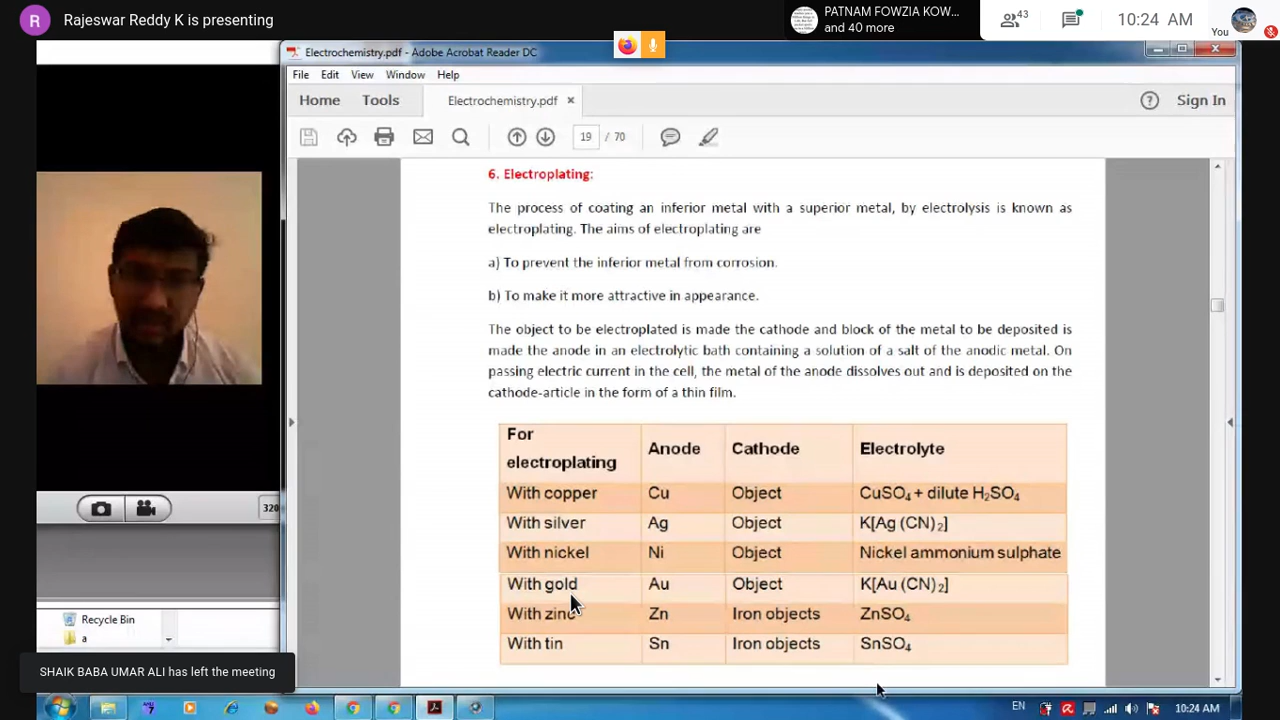 R Rajeswar Reddy K is presenting
PATNAM FOWZIA KOW...
and 40 more
43
10:24 AM
You
Electrochemistry.pdf - Adobe Acrobat Reader DC
File Edit View Window Help
Home Tools Electrochemistry.pdf × Sign In
19 / 70
6. Electroplating:
The process of coating an inferior metal with a superior metal, by electrolysis is known as
electroplating. The aims of electroplating are
a) To prevent the inferior metal from corrosion.
b) To make it more attractive in appearance.
The object to be electroplated is made the cathode and block of the metal to be deposited is
made the anode in an electrolytic bath containing a solution of a salt of the anodic metal. On
passing electric current in the cell, the metal of the anode dissolves out and is deposited on the
cathode-article in the form of a thin film.
For electroplating Anode Cathode Electrolyte
With copper Cu Object CuSO₄ + dilute H₂SO₄
With silver Ag Object K[Ag (CN)₂]
With nickel Ni Object Nickel ammonium sulphate
With gold Au Object K[Au (CN)₂]
With zinc Zn Iron objects ZnSO₄
With tin Sn Iron objects SnSO₄
320
Recycle Bin
a
SHAIK BABA UMAR ALI has left the meeting
EN 10:24 AM